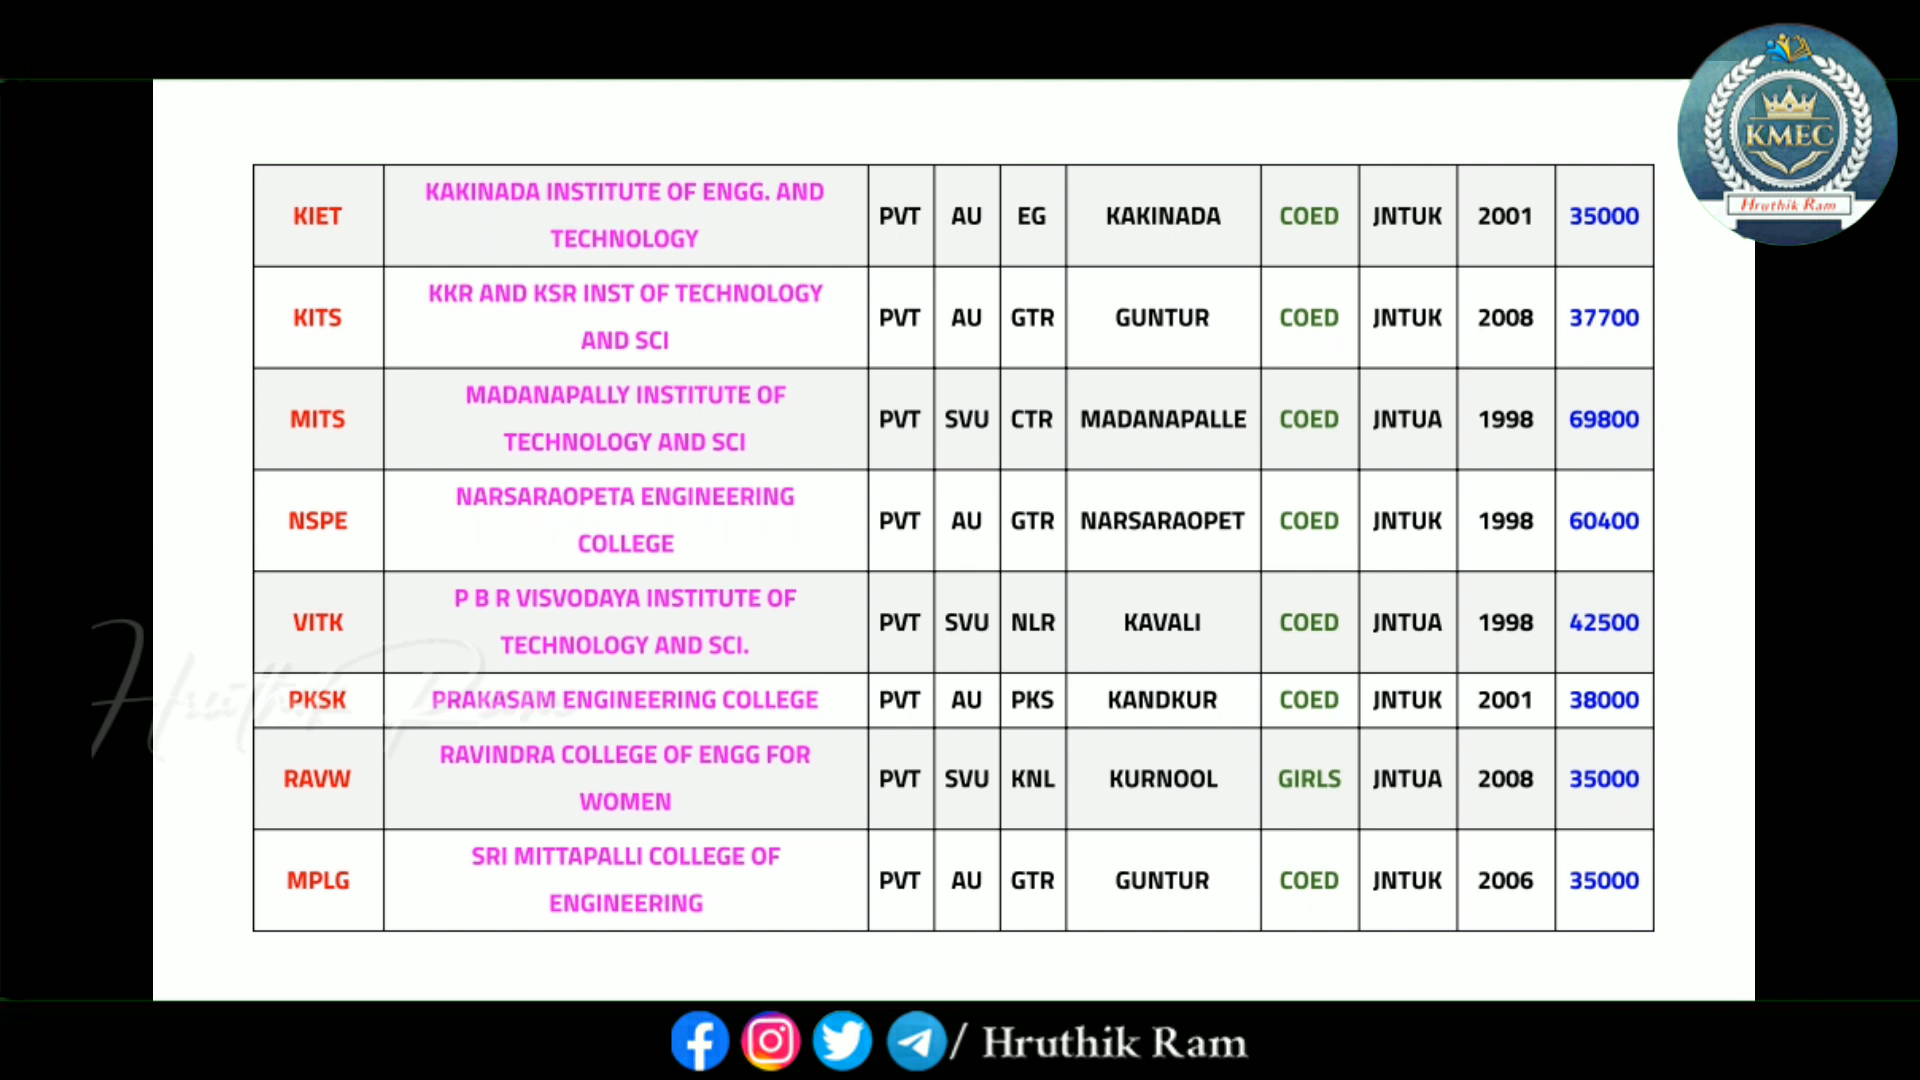 KMEC
Hruthik Ram
KIET KAKINADA INSTITUTE OF ENGG. AND TECHNOLOGY PVT AU EG KAKINADA COED JNTUK 2001 35000
KITS KKR AND KSR INST OF TECHNOLOGY AND SCI PVT AU GTR GUNTUR COED JNTUK 2008 37700
MITS MADANAPALLY INSTITUTE OF TECHNOLOGY AND SCI PVT SVU CTR MADANAPALLE COED JNTUA 1998 69800
NSPE NARSARAOPETA ENGINEERING COLLEGE PVT AU GTR NARSARAOPET COED JNTUK 1998 60400
VITK P B R VISVODAYA INSTITUTE OF TECHNOLOGY AND SCI. PVT SVU NLR KAVALI COED JNTUA 1998 42500
PKSK PRAKASAM ENGINEERING COLLEGE PVT AU PKS KANDKUR COED JNTUK 2001 38000
RAVW RAVINDRA COLLEGE OF ENGG FOR WOMEN PVT SVU KNL KURNOOL GIRLS JNTUA 2008 35000
MPLG SRI MITTAPALLI COLLEGE OF ENGINEERING PVT AU GTR GUNTUR COED JNTUK 2006 35000
Hruthik Ram
/ Hruthik Ram